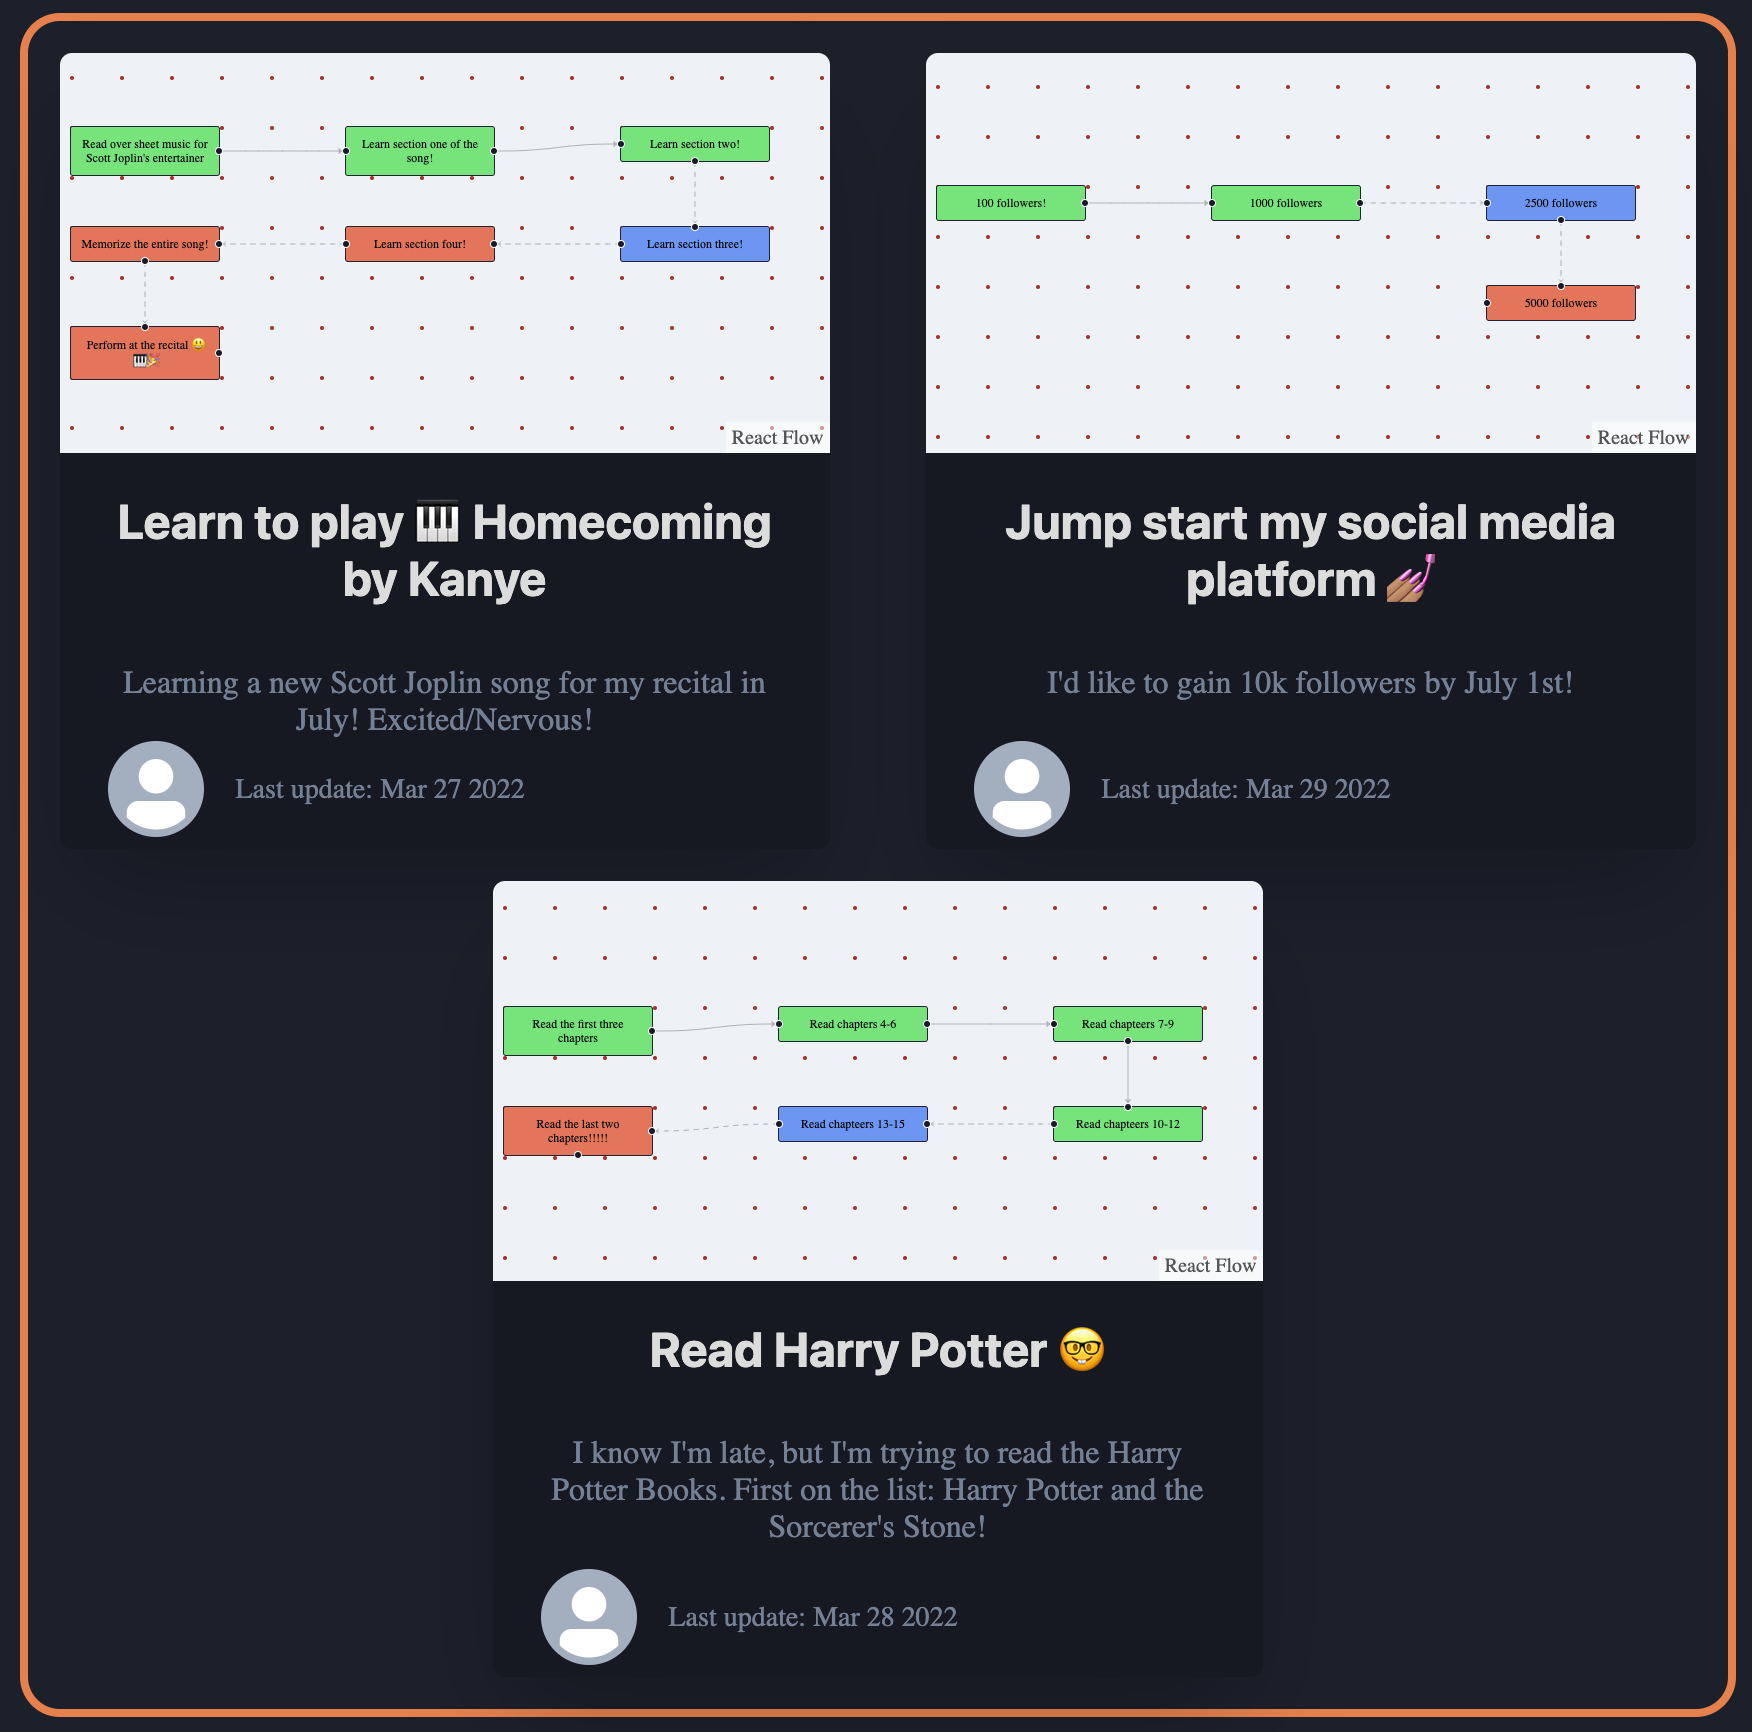 Read over sheet music for
Scott Joplin's entertainer
Learn section one of the
song!
Learn section two!
Memorize the entire song!
Learn section four!
Learn section three!
Perform at the recital 😃
🎹🎉
React Flow
Learn to play 🎹 Homecoming
by Kanye
Learning a new Scott Joplin song for my recital in
July! Excited/Nervous!
Last update: Mar 27 2022
100 followers!
1000 followers
2500 followers
5000 followers
React Flow
Jump start my social media
platform 💅🏽
I'd like to gain 10k followers by July 1st!
Last update: Mar 29 2022
Read the first three
chapters
Read chapters 4-6
Read chapteers 7-9
Read the last two
chapters!!!!!
Read chapteers 13-15
Read chapteers 10-12
React Flow
Read Harry Potter 🤓
I know I'm late, but I'm trying to read the Harry
Potter Books. First on the list: Harry Potter and the
Sorcerer's Stone!
Last update: Mar 28 2022